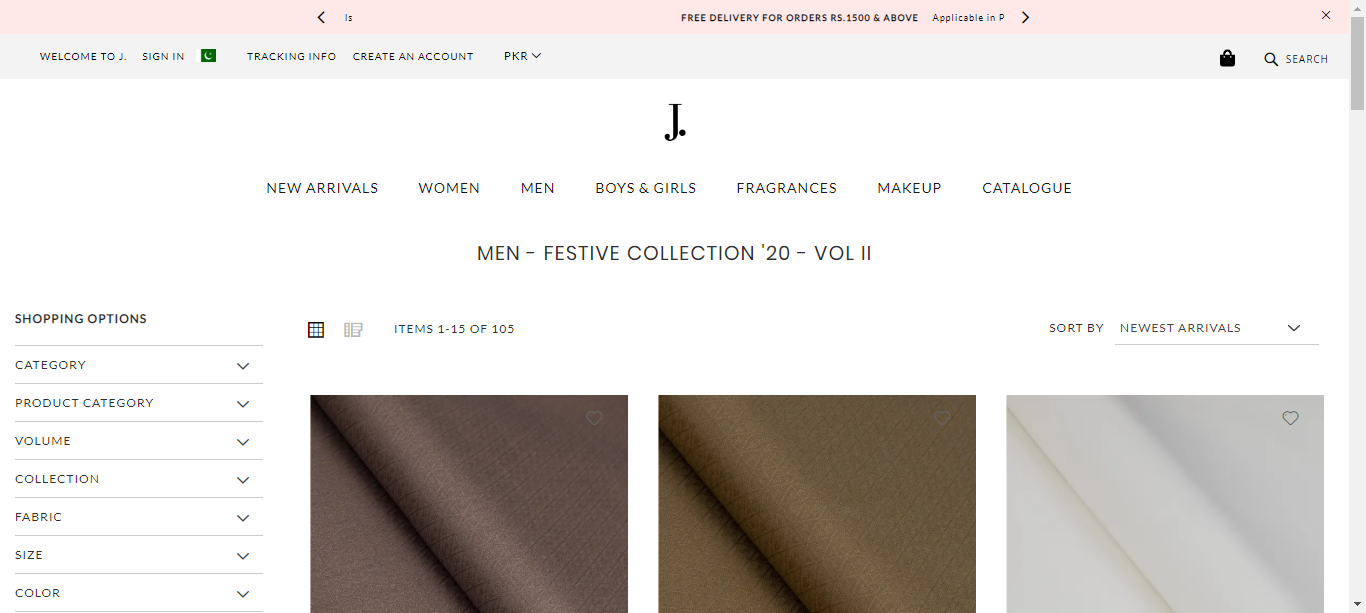 ls FREE DELIVERY FOR ORDERS RS.1500 & ABOVE Applicable in P
WELCOME TO J. SIGN IN TRACKING INFO CREATE AN ACCOUNT PKR SEARCH
J.
NEW ARRIVALS WOMEN MEN BOYS & GIRLS FRAGRANCES MAKEUP CATALOGUE
MEN - FESTIVE COLLECTION '20 - VOL II
SHOPPING OPTIONS
ITEMS 1-15 OF 105 SORT BY NEWEST ARRIVALS
CATEGORY
PRODUCT CATEGORY
VOLUME
COLLECTION
FABRIC
SIZE
COLOR